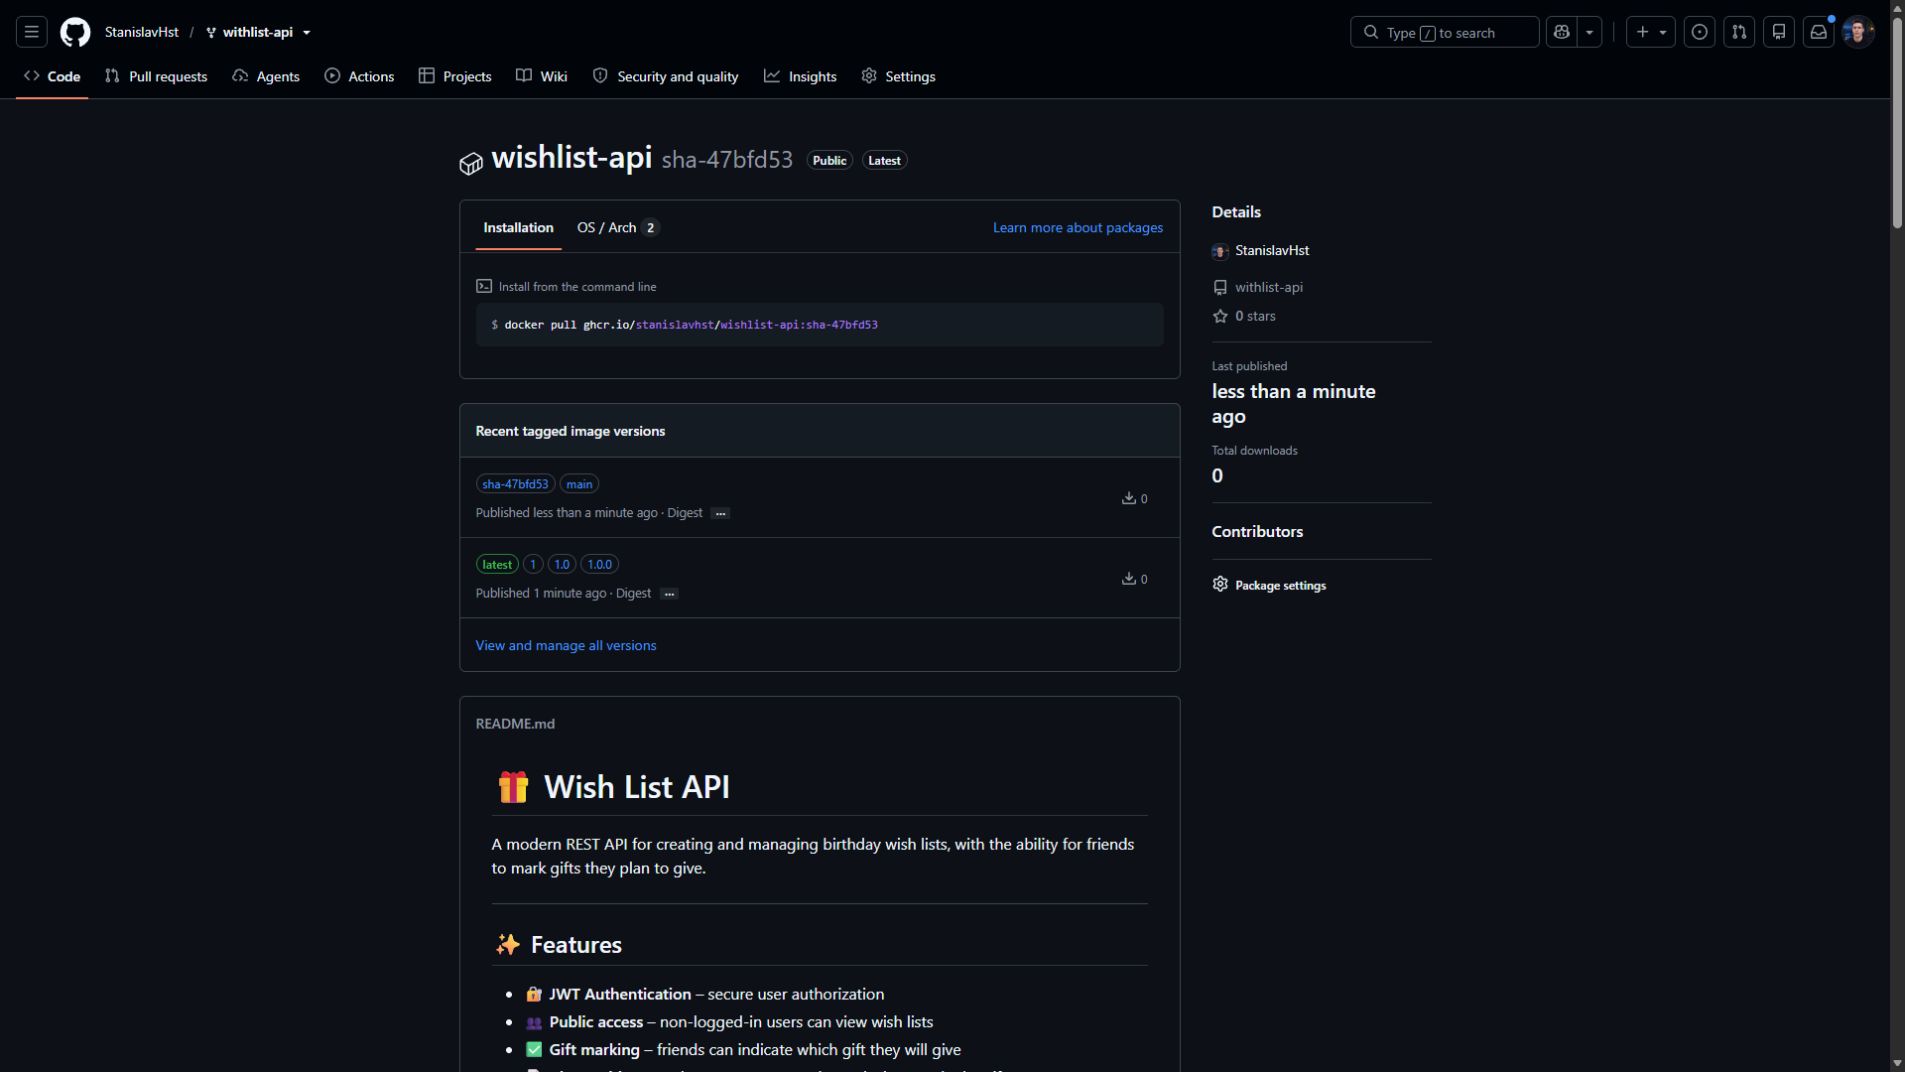 StanislavHst / withlist-api
Type / to search
Code Pull requests Agents Actions Projects Wiki Security and quality Insights Settings
wishlist-api sha-47bfd53 Public Latest
Installation OS / Arch 2 Learn more about packages
Install from the command line
$ docker pull ghcr.io/stanislavhst/wishlist-api:sha-47bfd53
Recent tagged image versions
sha-47bfd53 main
Published less than a minute ago · Digest ...
0
latest 1 1.0 1.0.0
Published 1 minute ago · Digest ...
0
View and manage all versions
README.md
🎁 Wish List API
A modern REST API for creating and managing birthday wish lists, with the ability for friends
to mark gifts they plan to give.
✨ Features
• 🔐 JWT Authentication – secure user authorization
• 👥 Public access – non-logged-in users can view wish lists
• ✅ Gift marking – friends can indicate which gift they will give
Details
StanislavHst
withlist-api
0 stars
Last published
less than a minute
ago
Total downloads
0
Contributors
Package settings